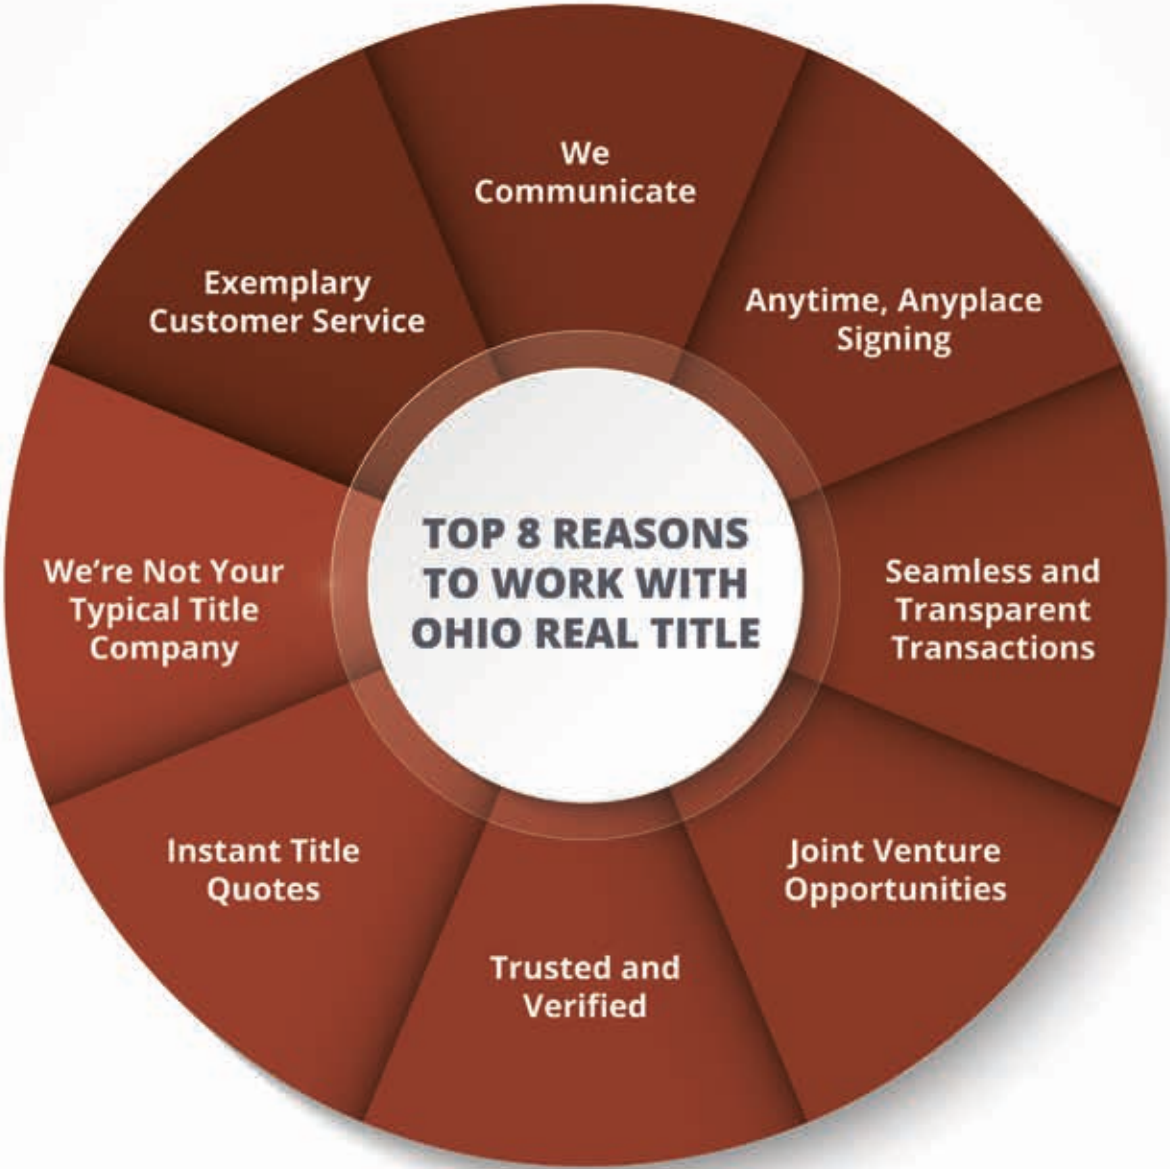 TOP 8 REASONS
TO WORK WITH
OHIO REAL TITLE
We
Communicate
Anytime, Anyplace
Signing
Seamless and
Transparent
Transactions
Joint Venture
Opportunities
Trusted and
Verified
Instant Title
Quotes
We’re Not Your
Typical Title
Company
Exemplary
Customer Service